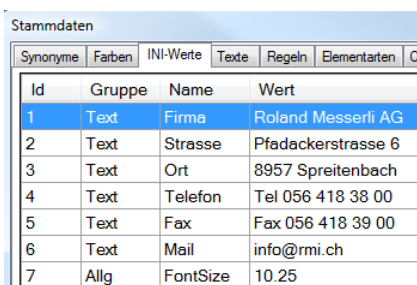 Stammdaten
Synonyme Farben INI-Werte Texte Regeln Elementarten
Id Gruppe Name Wert
1 Text Firma Roland Messerli AG
2 Text Strasse Pfadackerstrasse 6
3 Text Ort 8957 Spreitenbach
4 Text Telefon Tel 056 418 38 00
5 Text Fax Fax 056 418 39 00
6 Text Mail info@rmi.ch
7 Allg FontSize 10.25